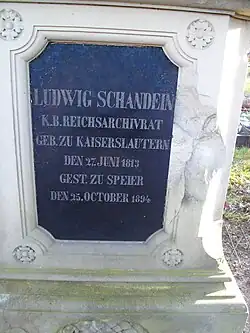 LUDWIG SCHANDEIN
K.B. REICHSARCHIVRAT
GEB. ZU KAISERSLAUTERN
DEN 27. JUNI 1813
GEST. ZU SPEIER
DEN 25. OCTOBER 1894